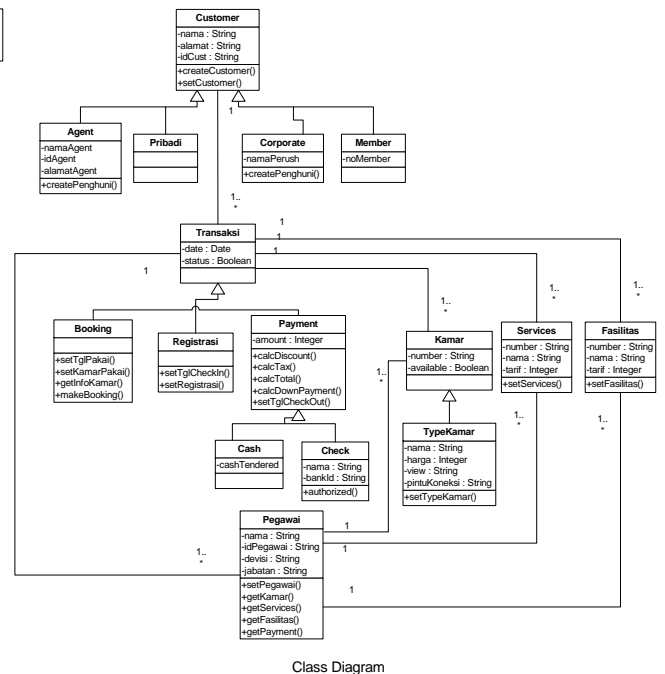 Customer
-nama : String
-alamat : String
-idCust : String
+createCustomer()
+setCustomer()
1
Agent
-namaAgent
-idAgent
-alamatAgent
+createPenghuni()
Pribadi
Corporate
-namaPerush
+createPenghuni()
Member
-noMember
1..
*
Transaksi
-date : Date
-status : Boolean
1
1
1
1
Booking
+setTglPakai()
+setKamarPakai()
+getInfoKamar()
+makeBooking()
Registrasi
+setTglCheckIn()
+setRegistrasi()
Payment
-amount : Integer
+calcDiscount()
+calcTax()
+calcTotal()
+calcDownPayment()
+setTglCheckOut()
1..
*
Kamar
-number : String
-available : Boolean
1..
*
Services
-number : String
-nama : String
-tarif : Integer
+setServices()
1..
*
Fasilitas
-number : String
-nama : String
-tarif : Integer
+setFasilitas()
1..
*
1..
*
1..
*
Cash
-cashTendered
Check
-nama : String
-bankId : String
+authorized()
TypeKamar
-nama : String
-harga : Integer
-view : String
-pintuKoneksi : String
+setTypeKamar()
Pegawai
-nama : String
-idPegawai : String
-devisi : String
-jabatan : String
+setPegawai()
+getKamar()
+getServices()
+getFasilitas()
+getPayment()
1..
*
1
1
1
Class Diagram